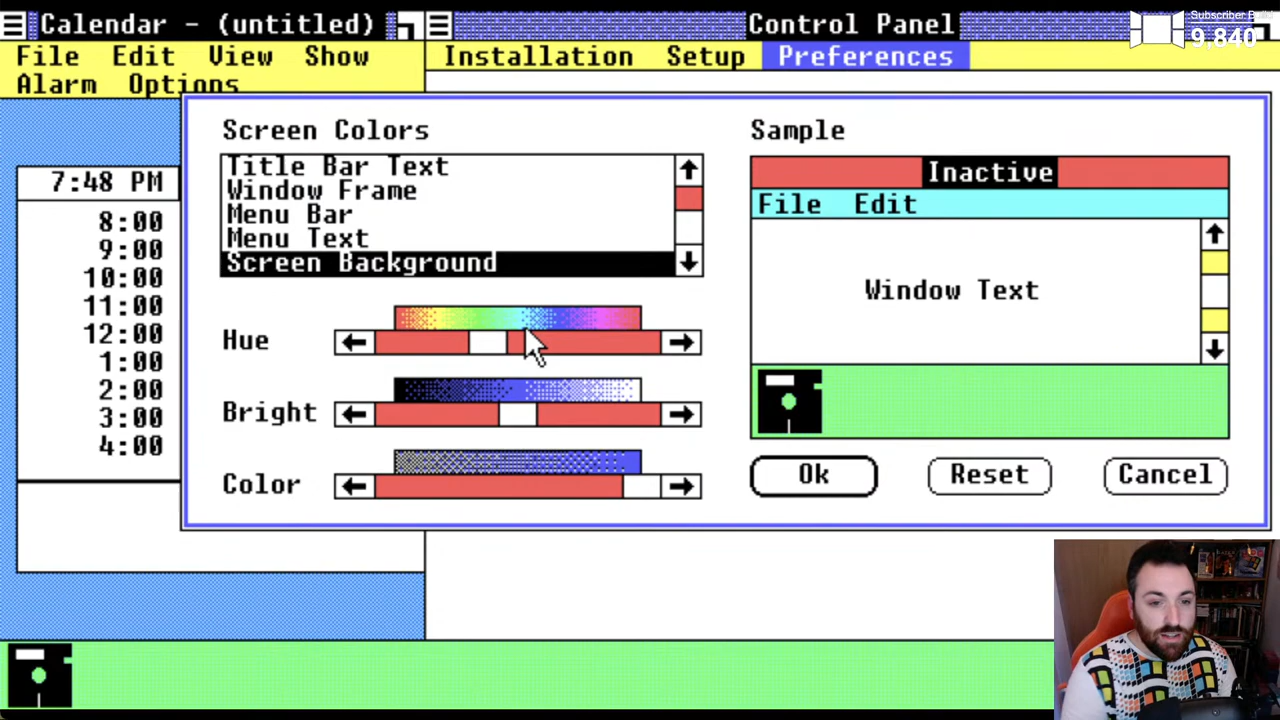 Calendar - (untitled)
Control Panel
Subscriber Build
9,840
File Edit View Show
Alarm Options
Installation Setup Preferences
Screen Colors
Title Bar Text
Window Frame
Menu Bar
Menu Text
Screen Background
Hue
Bright
Color
Sample
Inactive
File Edit
Window Text
Ok Reset Cancel
7:48 PM
8:00
9:00
10:00
11:00
12:00
1:00
2:00
3:00
4:00